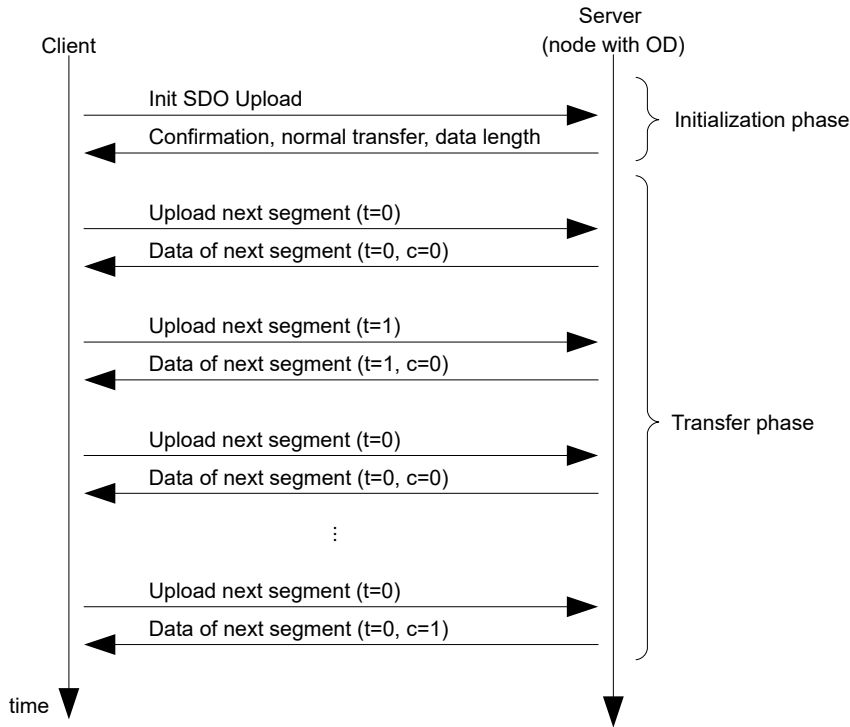 Server
(node with OD)
Client
Init SDO Upload
Confirmation, normal transfer, data length
Initialization phase
Upload next segment (t=0)
Data of next segment (t=0, c=0)
Upload next segment (t=1)
Data of next segment (t=1, c=0)
Transfer phase
Upload next segment (t=0)
Data of next segment (t=0, c=0)
...
Upload next segment (t=0)
Data of next segment (t=0, c=1)
time